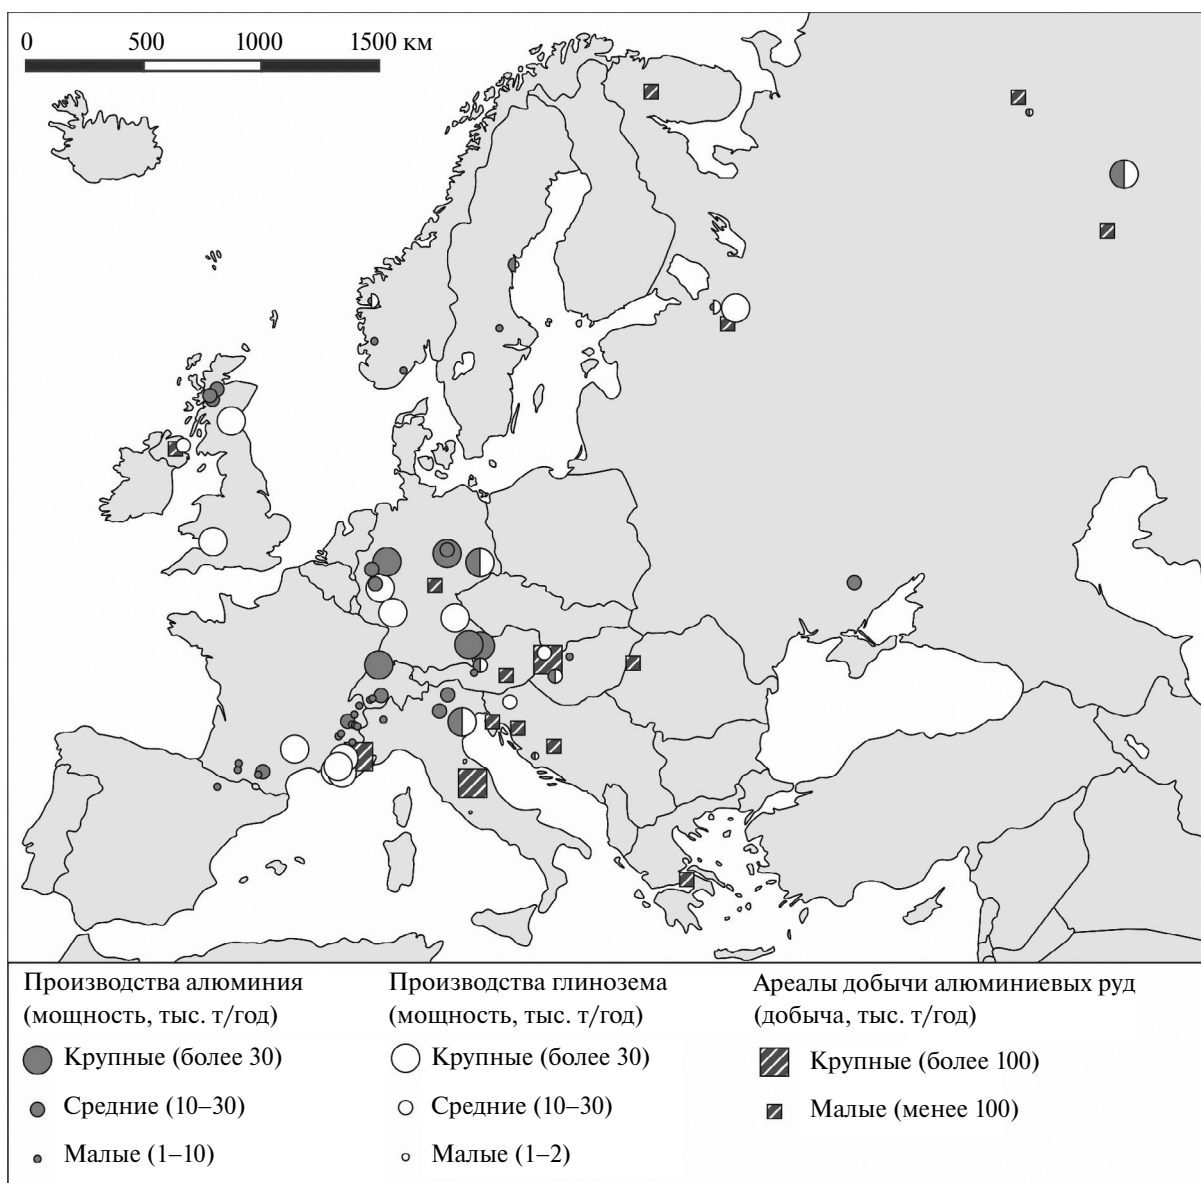 0 500 1000 1500 км
Производства алюминия
(мощность, тыс. т/год)
Крупные (более 30)
Средние (10–30)
Малые (1–10)
Производства глинозема
(мощность, тыс. т/год)
Крупные (более 30)
Средние (10–30)
Малые (1–2)
Ареалы добычи алюминиевых руд
(добыча, тыс. т/год)
Крупные (более 100)
Малые (менее 100)